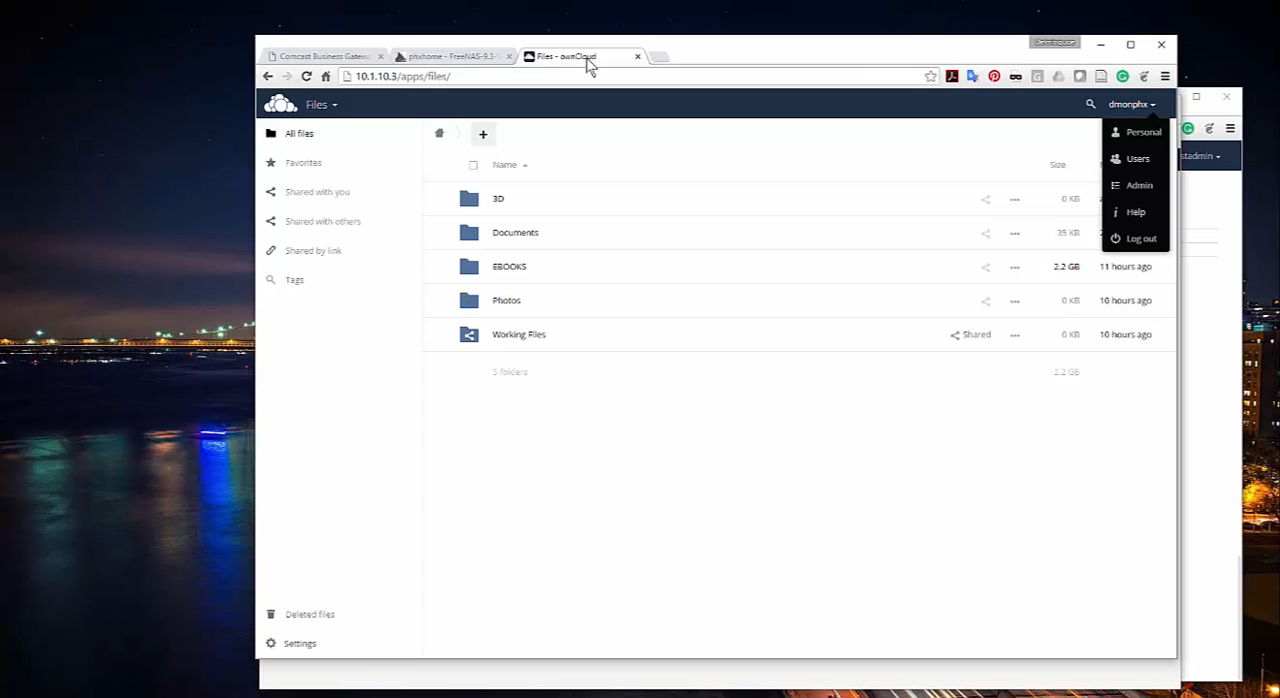 Comcast Business Gatew
phxhome - FreeNAS-9.3-
Files - ownCloud
10.1.10.3/apps/files/
Files
dmonphx
Personal
Users
Admin
Help
Log out
stadmin
All files
Favorites
Shared with you
Shared with others
Shared by link
Tags
Name
Size
3D
0 KB
Documents
35 KB
EBOOKS
2.2 GB
11 hours ago
Photos
0 KB
10 hours ago
Working Files
Shared
0 KB
10 hours ago
5 folders
2.2 GB
Deleted files
Settings